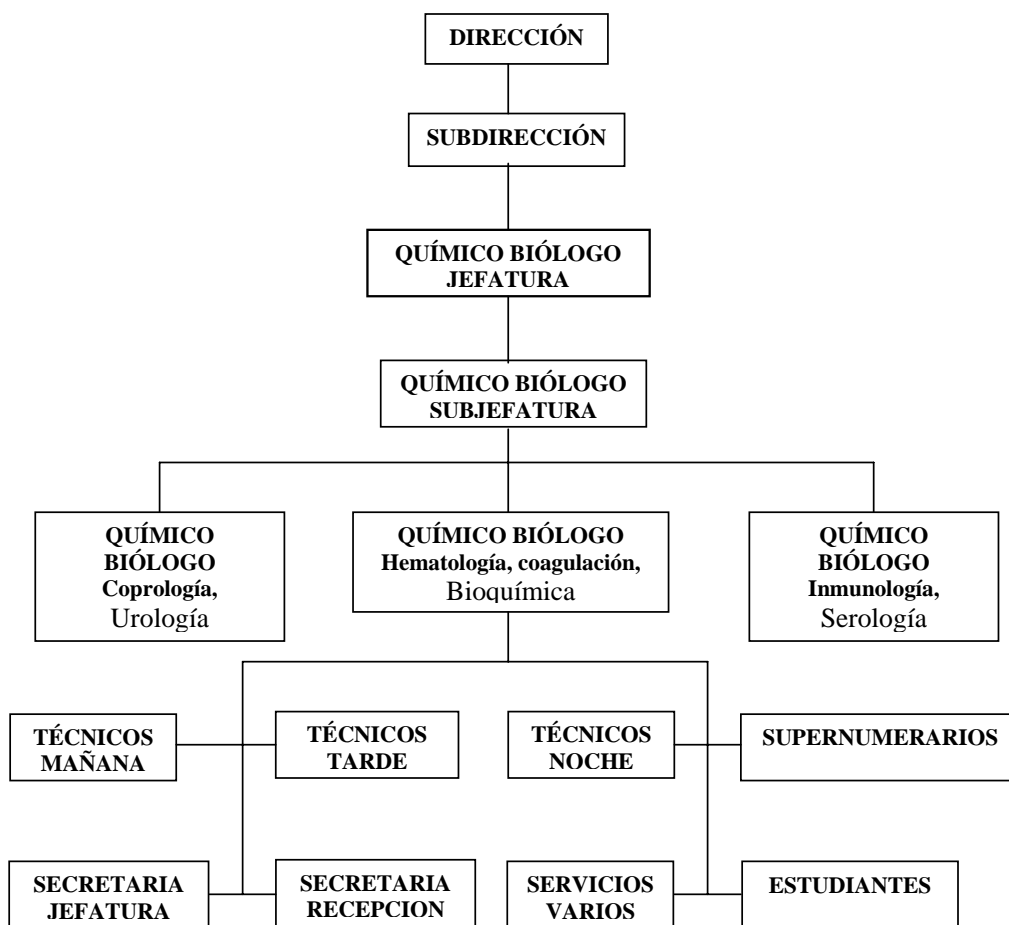 DIRECCIÓN
SUBDIRECCIÓN
QUÍMICO BIÓLOGO
JEFATURA
QUÍMICO BIÓLOGO
SUBJEFATURA
QUÍMICO
BIÓLOGO
Coprología,
Urología
QUÍMICO BIÓLOGO
Hematología, coagulación,
Bioquímica
QUÍMICO
BIÓLOGO
Inmunología,
Serología
TÉCNICOS
MAÑANA
TÉCNICOS
TARDE
TÉCNICOS
NOCHE
SUPERNUMERARIOS
SECRETARIA
JEFATURA
SECRETARIA
RECEPCION
SERVICIOS
VARIOS
ESTUDIANTES